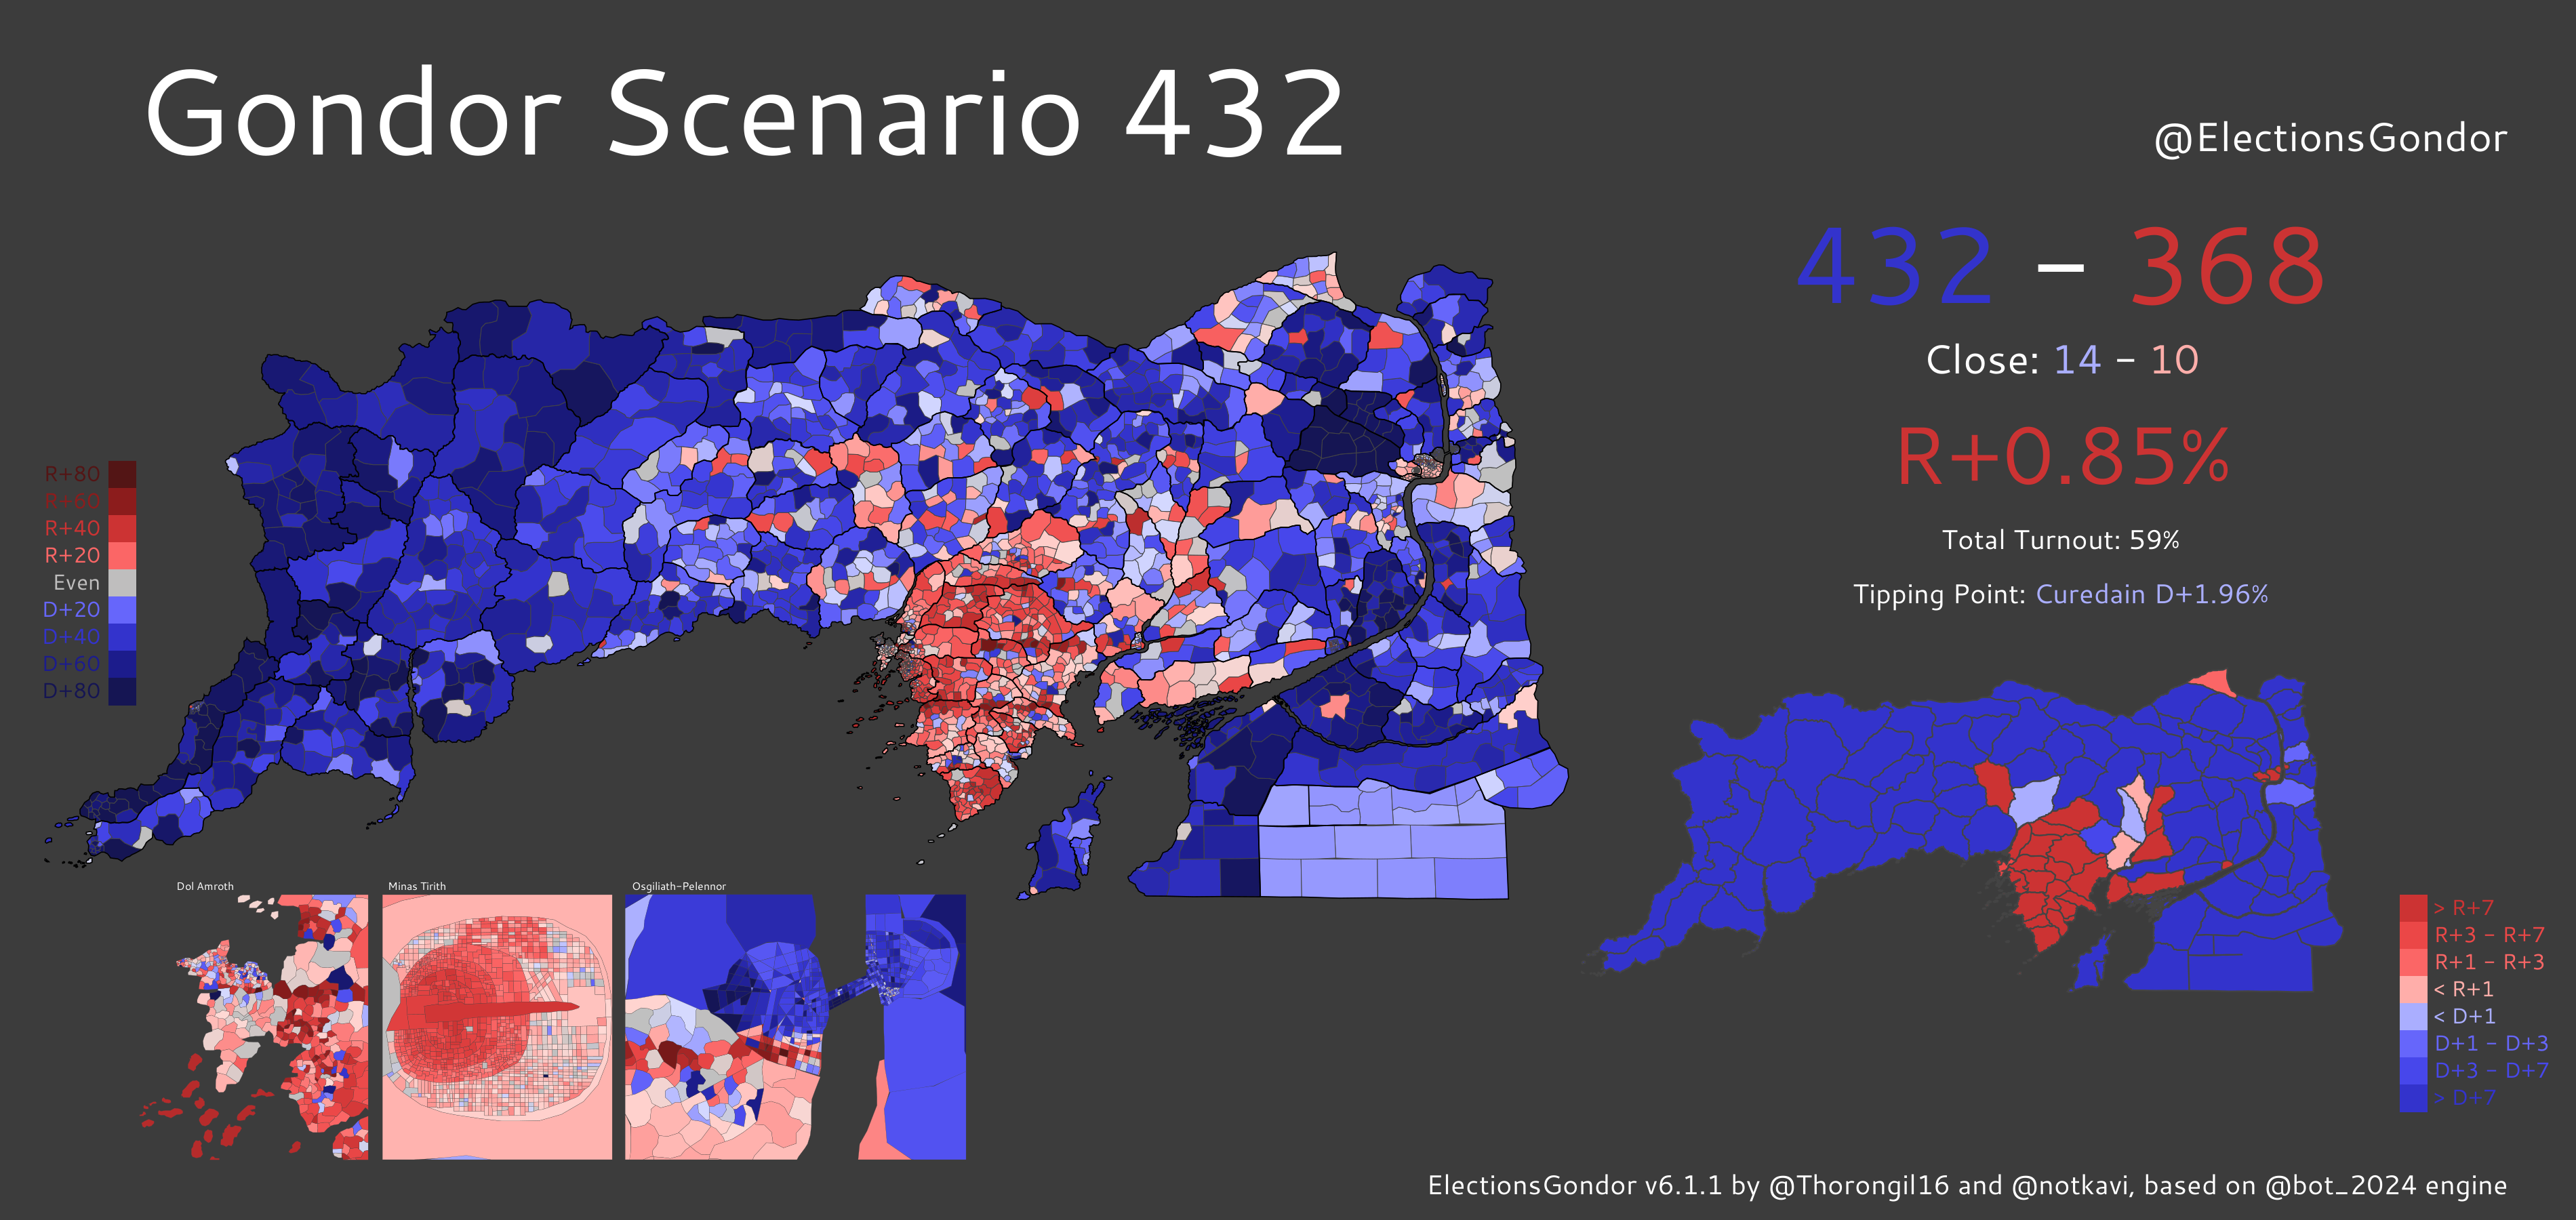 Gondor Scenario 432
@ElectionsGondor
432 – 368
Close: 14 – 10
R+0.85%
Total Turnout: 59%
Tipping Point: Curedain D+1.96%
R+80
R+60
R+40
R+20
Even
D+20
D+40
D+60
D+80
Dol Amroth
Minas Tirith
Osgiliath-Pelennor
> R+7
R+3 – R+7
R+1 – R+3
< R+1
< D+1
D+1 – D+3
D+3 – D+7
> D+7
ElectionsGondor v6.1.1 by @Thorongil16 and @notkavi, based on @bot_2024 engine